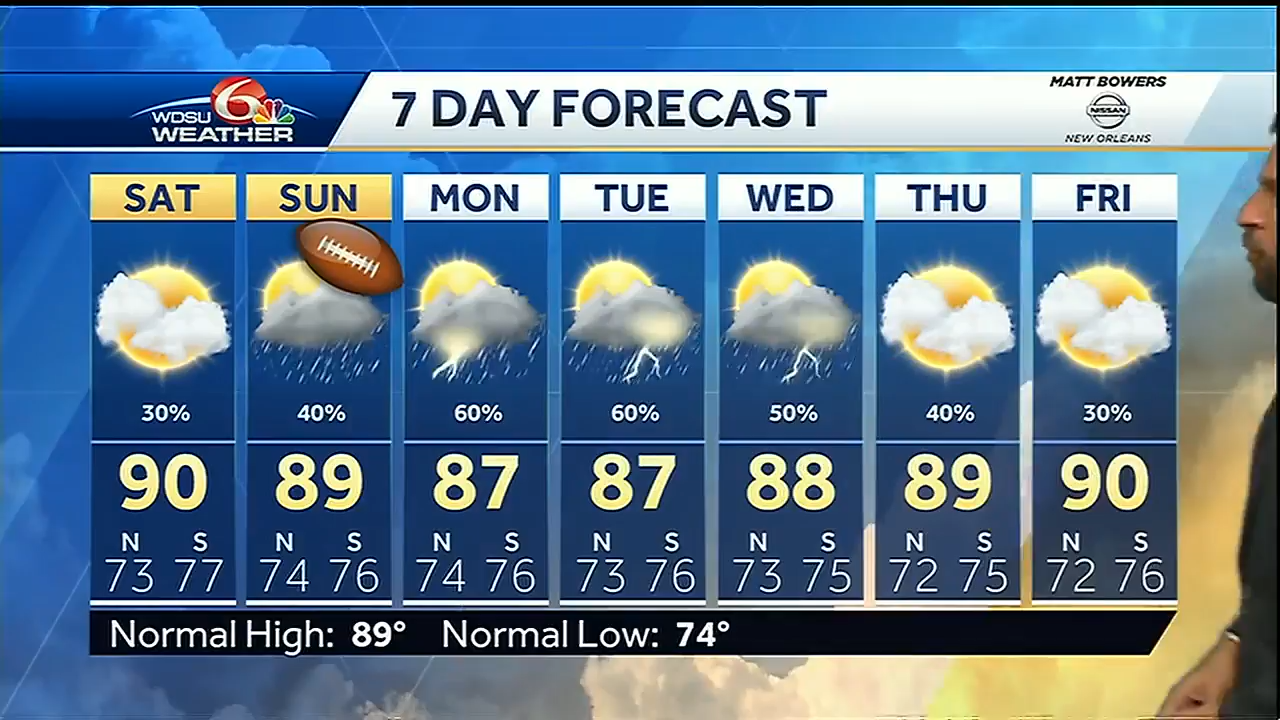 WDSU 6
WEATHER
7 DAY FORECAST
MATT BOWERS
NISSAN
NEW ORLEANS
SAT SUN MON TUE WED THU FRI
30% 40% 60% 60% 50% 40% 30%
90 89 87 87 88 89 90
N S N S N S N S N S N S N S
73 77 74 76 74 76 73 76 73 75 72 75 72 76
Normal High: 89° Normal Low: 74°